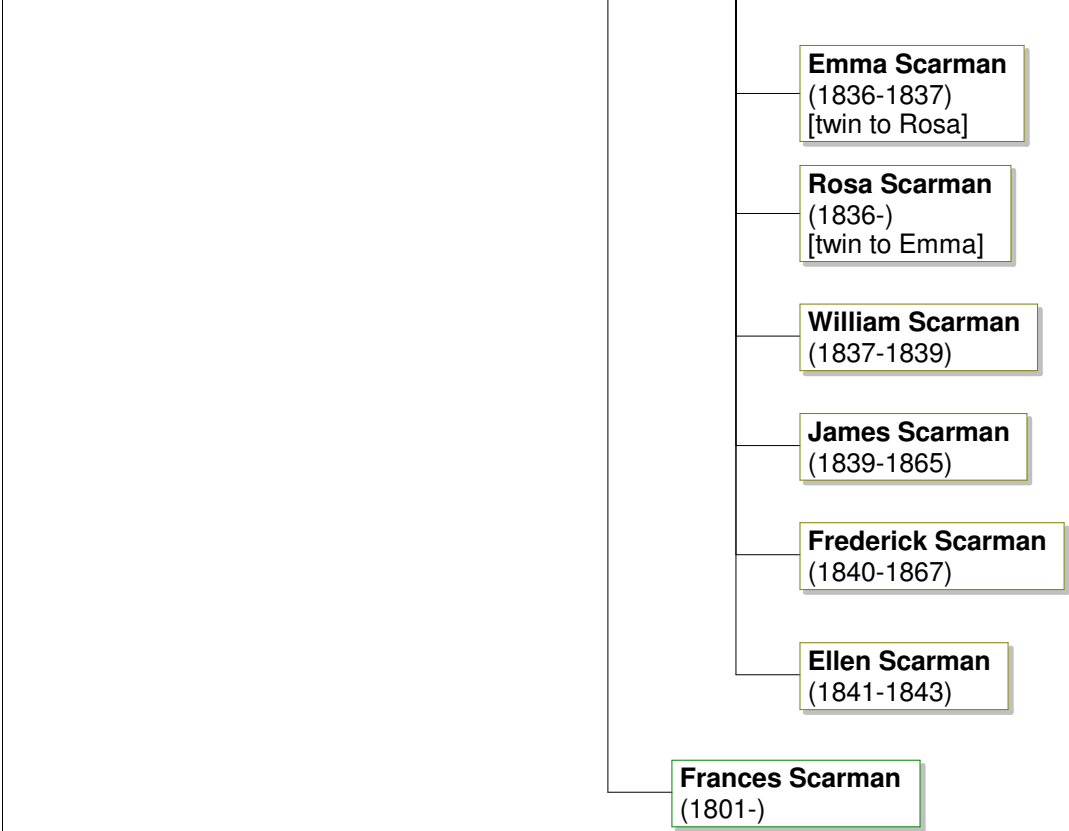 Emma Scarman
(1836-1837)
[twin to Rosa]
Rosa Scarman
(1836-)
[twin to Emma]
William Scarman
(1837-1839)
James Scarman
(1839-1865)
Frederick Scarman
(1840-1867)
Ellen Scarman
(1841-1843)
Frances Scarman
(1801-)